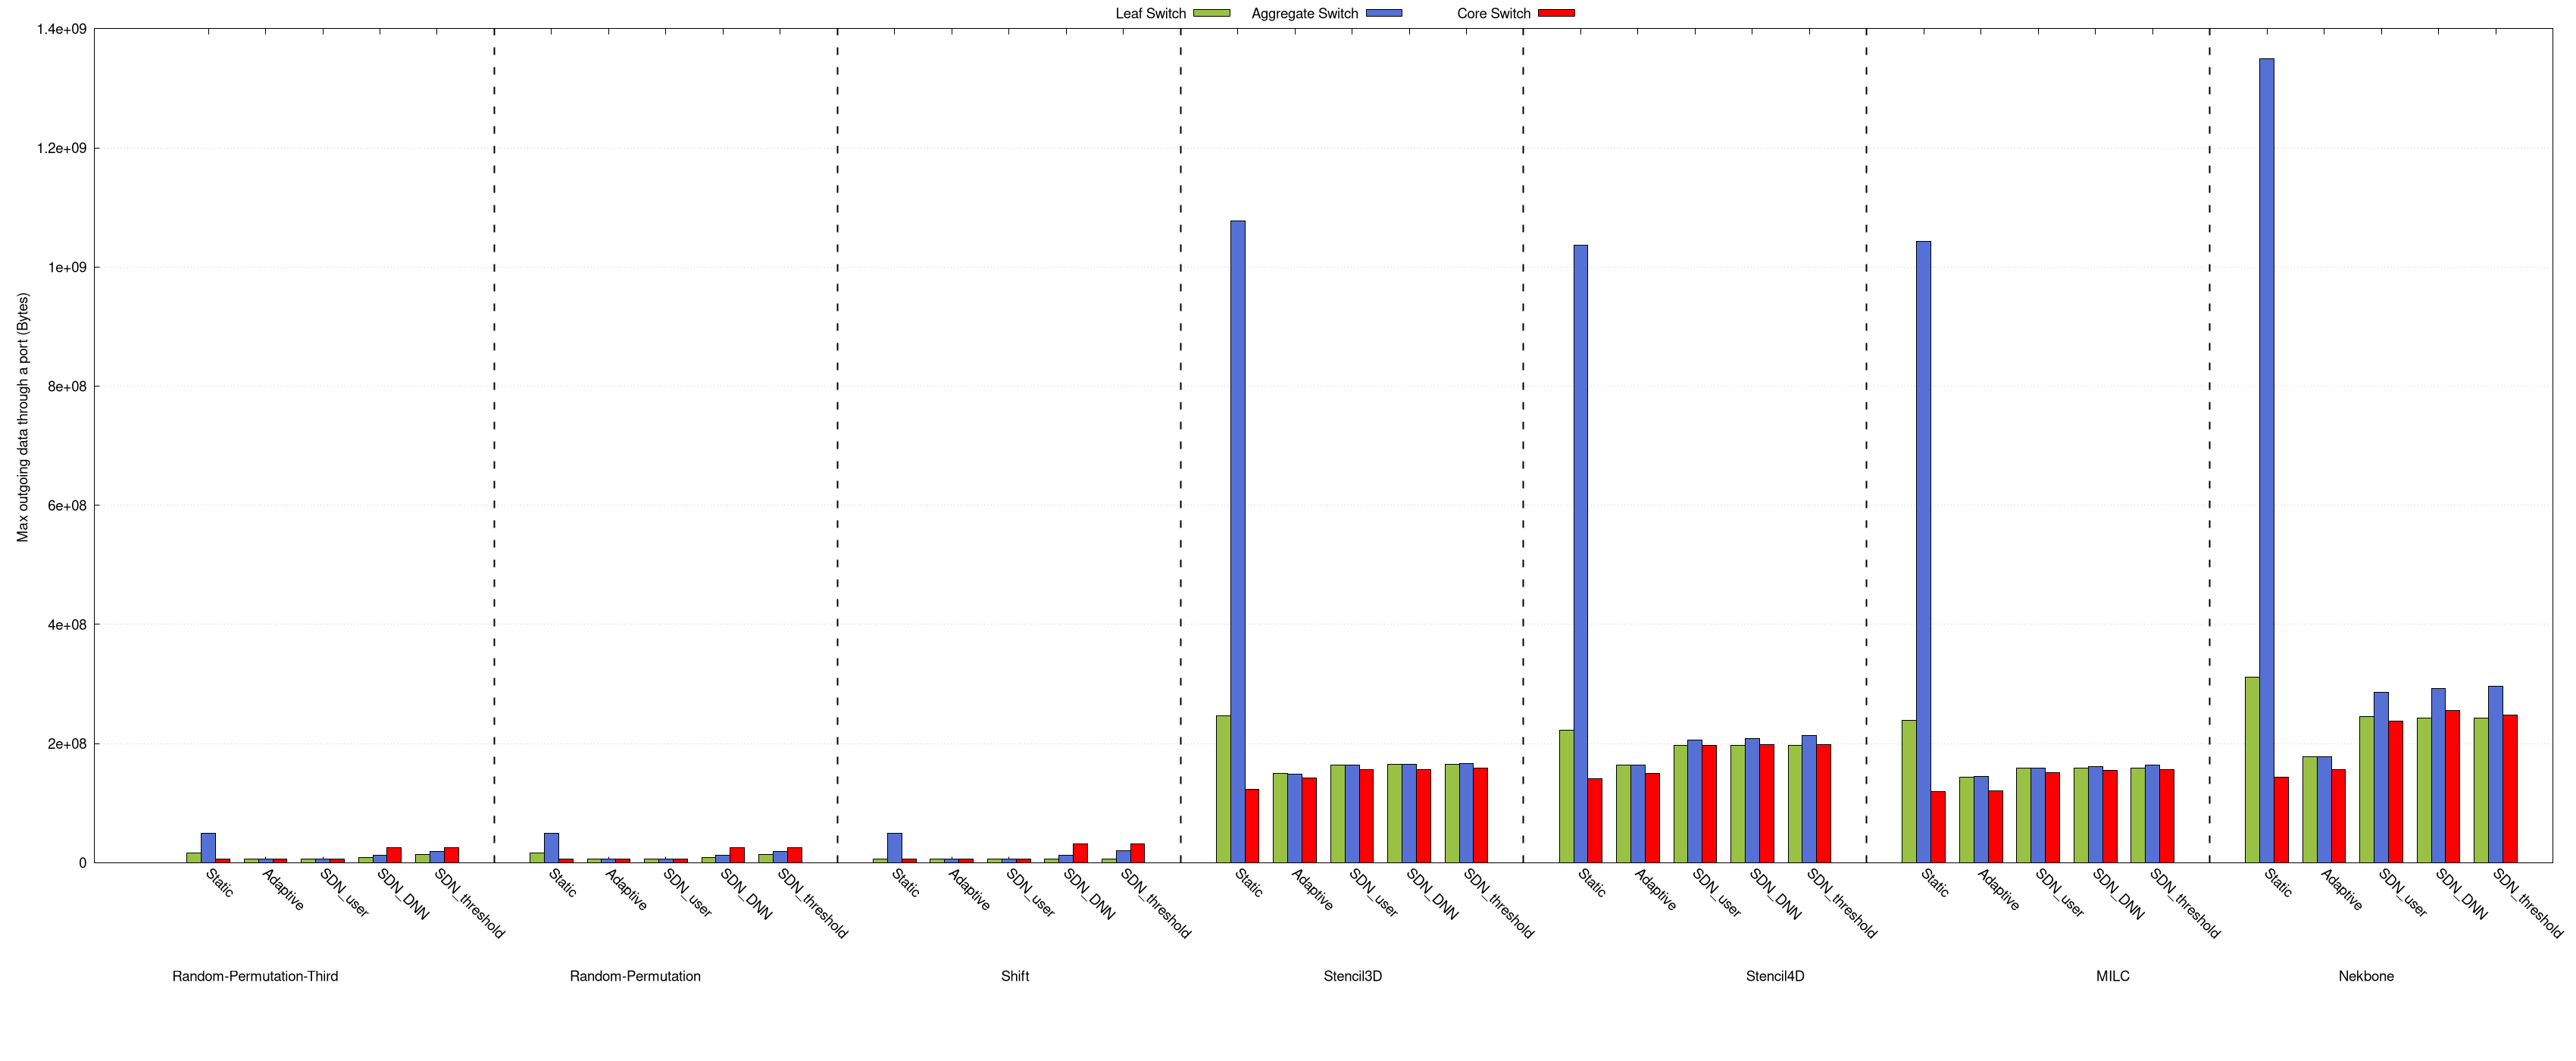 Leaf Switch Aggregate Switch Core Switch
Max outgoing data through a port (Bytes)
1.4e+09
1.2e+09
1e+09
8e+08
6e+08
4e+08
2e+08
0
Static Adaptive SDN_user SDN_DNN SDN_threshold Static Adaptive SDN_user SDN_DNN SDN_threshold Static Adaptive SDN_user SDN_DNN SDN_threshold Static Adaptive SDN_user SDN_DNN SDN_threshold Static Adaptive SDN_user SDN_DNN SDN_threshold Static Adaptive SDN_user SDN_DNN SDN_threshold Static Adaptive SDN_user SDN_DNN SDN_threshold
Random-Permutation-Third Random-Permutation Shift Stencil3D Stencil4D MILC Nekbone